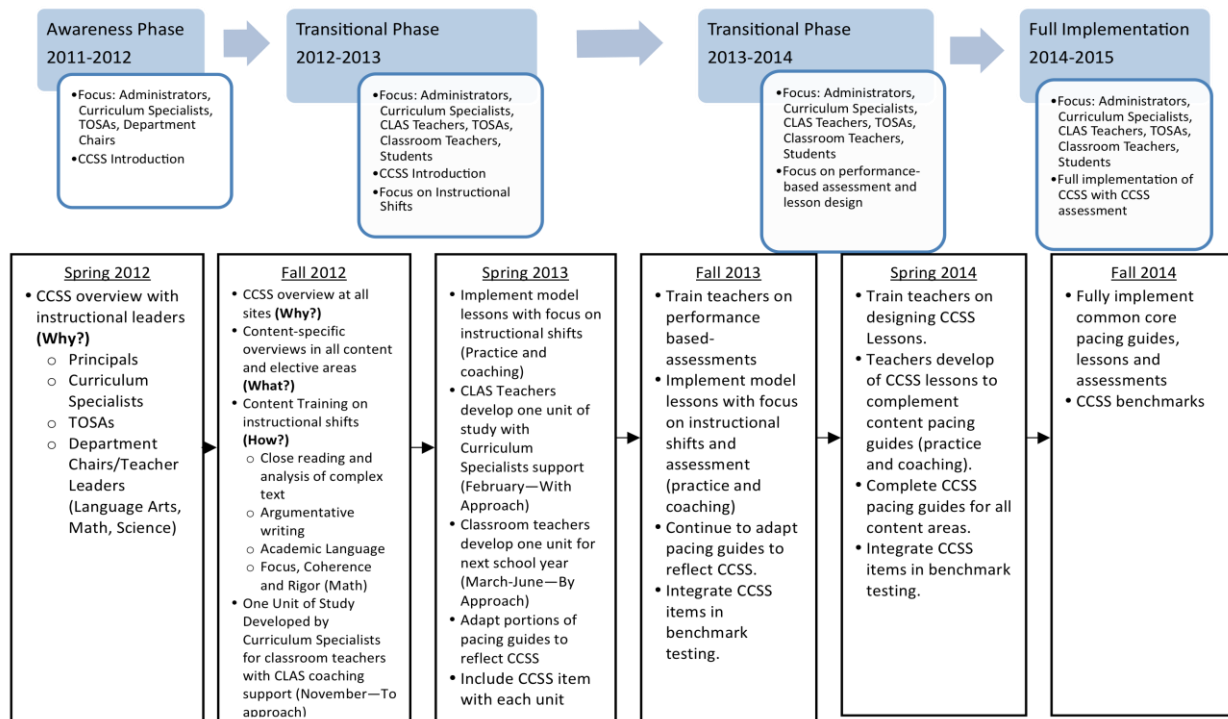 Awareness Phase
2011-2012
Transitional Phase
2012-2013
Transitional Phase
2013-2014
Full Implementation
2014-2015
•Focus: Administrators,
Curriculum Specialists,
TOSAs, Department
Chairs
•CCSS Introduction
•Focus: Administrators,
Curriculum Specialists,
CLAS Teachers, TOSAs,
Classroom Teachers,
Students
•CCSS Introduction
•Focus on Instructional
Shifts
•Focus: Administrators,
Curriculum Specialists,
CLAS Teachers, TOSAs,
Classroom Teachers,
Students
•Focus on performance-
based assessment and
lesson design
•Focus: Administrators,
Curriculum Specialists,
CLAS Teachers, TOSAs,
Classroom Teachers,
Students
•Full implementation of
CCSS with CCSS
assessment
Spring 2012
• CCSS overview with
instructional leaders
(Why?)
o Principals
o Curriculum
Specialists
o TOSAs
o Department
Chairs/Teacher
Leaders
(Language Arts,
Math, Science)
Fall 2012
• CCSS overview at all
sites (Why?)
• Content-specific
overviews in all content
and elective areas
(What?)
• Content Training on
instructional shifts
(How?)
o Close reading and
analysis of complex
text
o Argumentative
writing
o Academic Language
o Focus, Coherence
and Rigor (Math)
• One Unit of Study
Developed by
Curriculum Specialists
for classroom teachers
with CLAS coaching
support (November—To
approach)
Spring 2013
• Implement model
lessons with focus on
instructional shifts
(Practice and
coaching)
• CLAS Teachers
develop one unit of
study with
Curriculum
Specialists support
(February—With
Approach)
• Classroom teachers
develop one unit for
next school year
(March-June—By
Approach)
• Adapt portions of
pacing guides to
reflect CCSS
• Include CCSS item
with each unit
Fall 2013
• Train teachers on
performance
based-
assessments
• Implement model
lessons with focus
on instructional
shifts and
assessment
(practice and
coaching)
• Continue to adapt
pacing guides to
reflect CCSS.
• Integrate CCSS
items in
benchmark
testing.
Spring 2014
• Train teachers on
designing CCSS
Lessons.
• Teachers develop
of CCSS lessons to
complement
content pacing
guides (practice
and coaching).
• Complete CCSS
pacing guides for all
content areas.
• Integrate CCSS
items in benchmark
testing.
Fall 2014
• Fully implement
common core
pacing guides,
lessons and
assessments
• CCSS benchmarks